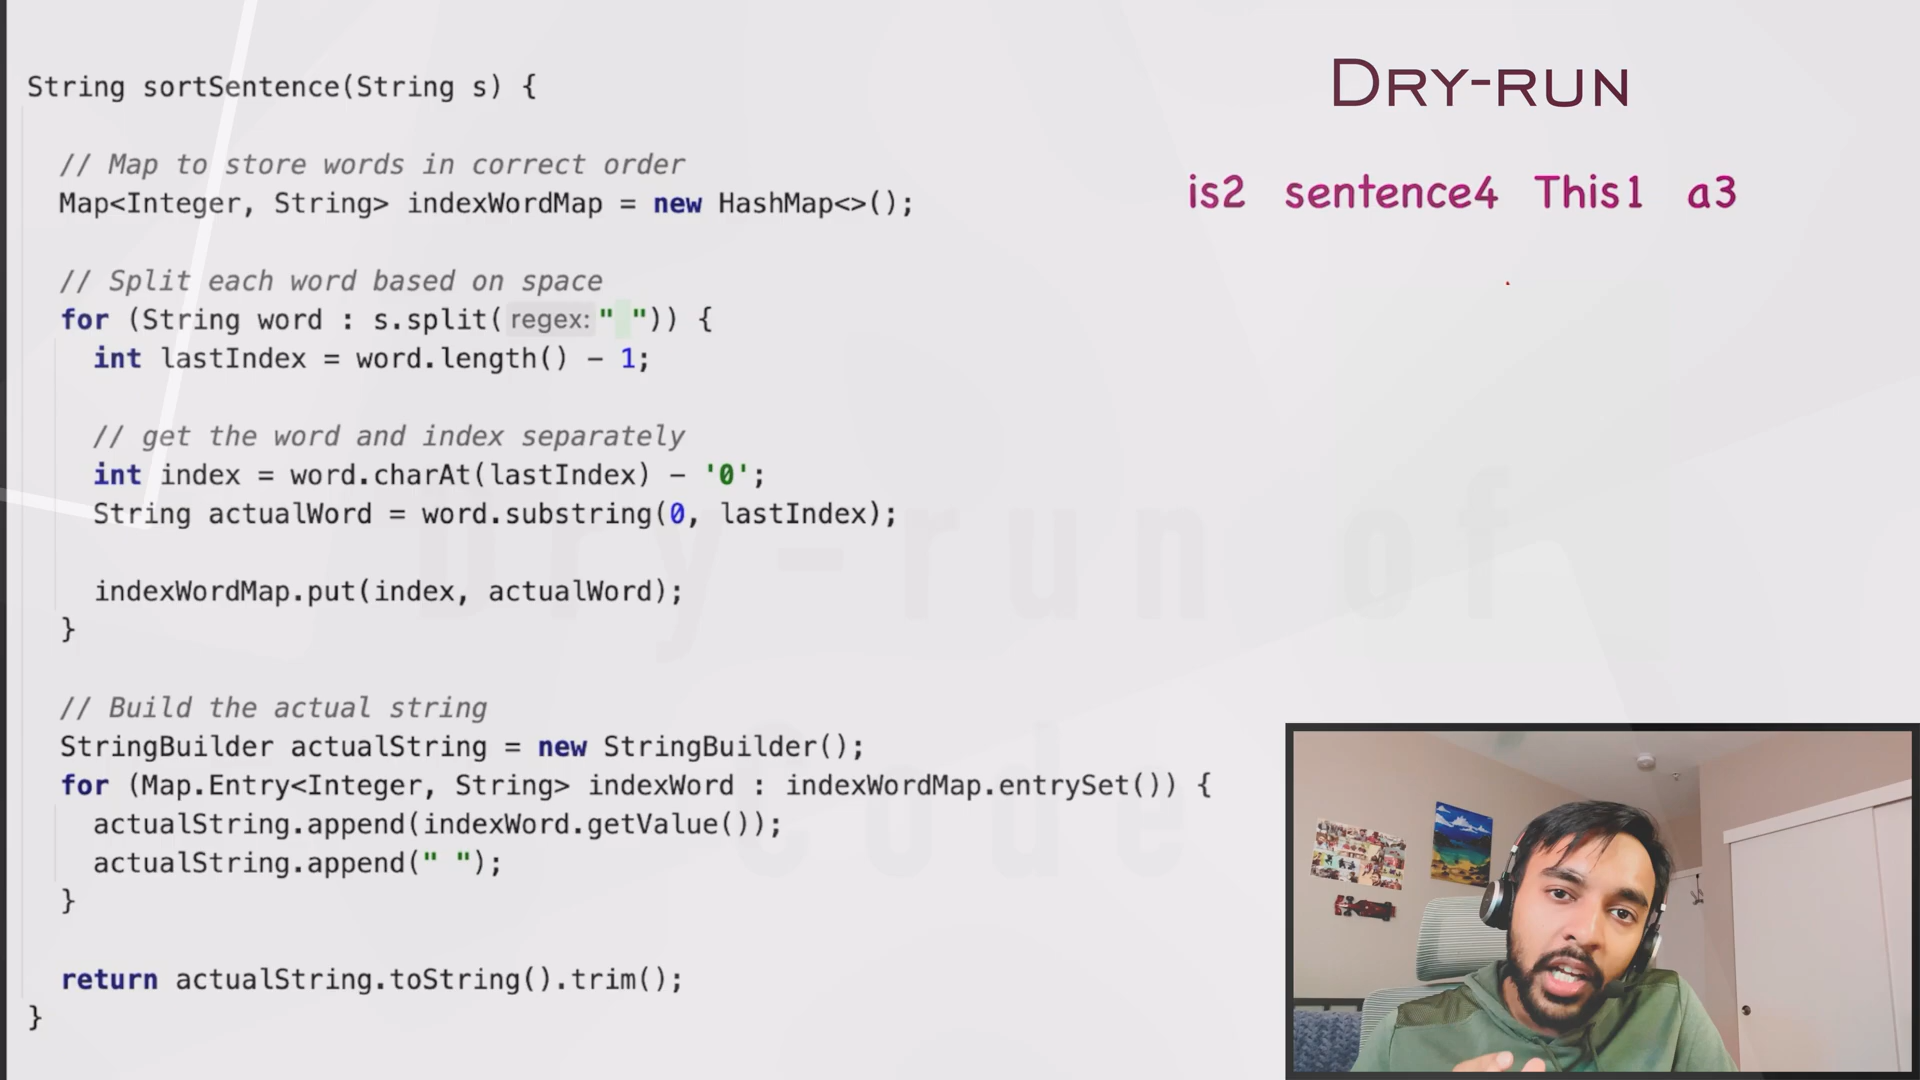 String sortSentence(String s) {
// Map to store words in correct order
Map<Integer, String> indexWordMap = new HashMap<>();
// Split each word based on space
for (String word : s.split( regex: " ")) {
int lastIndex = word.length() - 1;
// get the word and index separately
int index = word.charAt(lastIndex) - '0';
String actualWord = word.substring(0, lastIndex);
indexWordMap.put(index, actualWord);
}
// Build the actual string
StringBuilder actualString = new StringBuilder();
for (Map.Entry<Integer, String> indexWord : indexWordMap.entrySet()) {
actualString.append(indexWord.getValue());
actualString.append(" ");
}
return actualString.toString().trim();
}
DRY-RUN
is2 sentence4 This1 a3
Dry-run of
Code